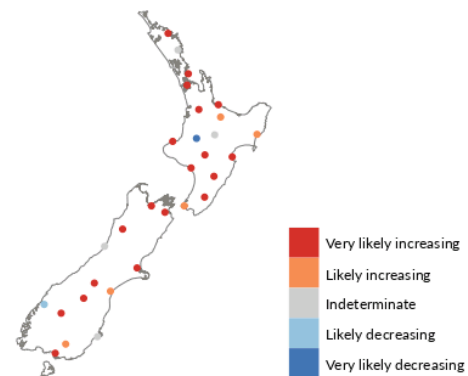 Very likely increasing
Likely increasing
Indeterminate
Likely decreasing
Very likely decreasing